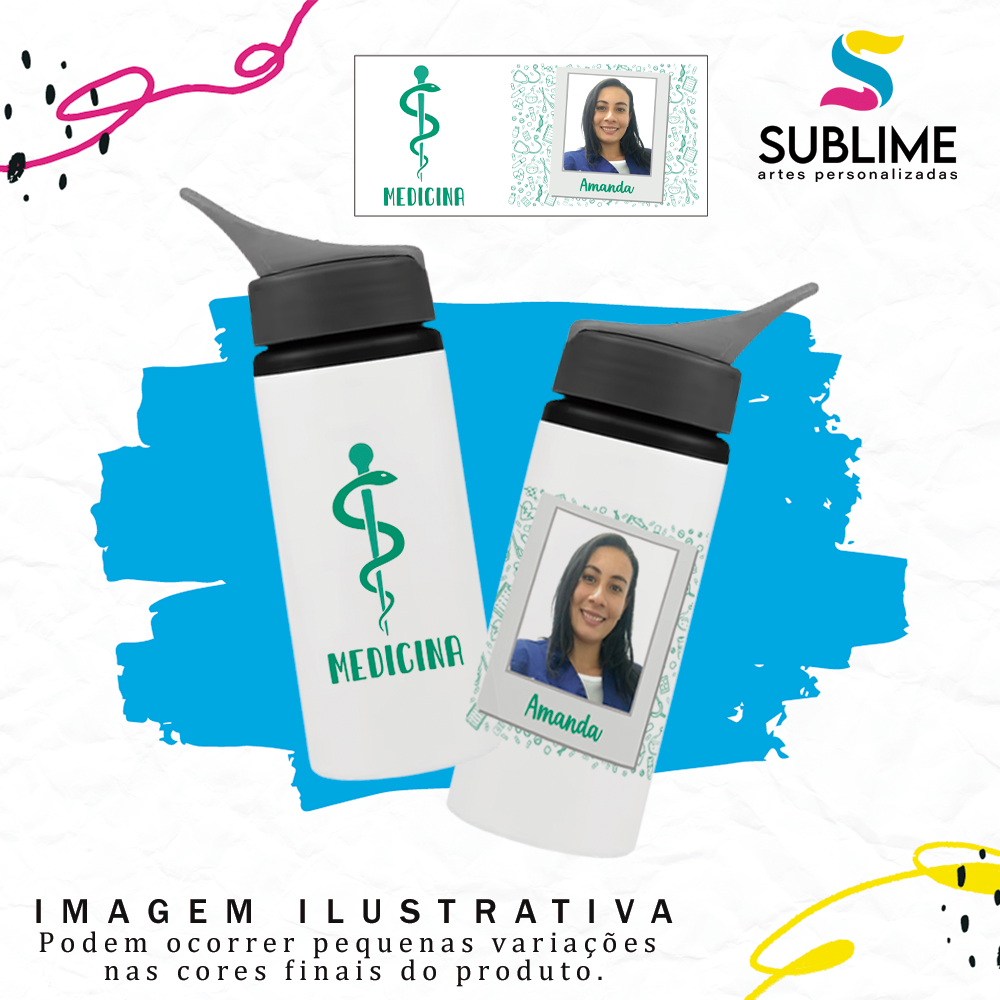 MEDICINA
Amanda
SUBLIME
artes personalizadas
MEDICINA
Amanda
IMAGEM ILUSTRATIVA
Podem ocorrer pequenas variações
nas cores finais do produto.